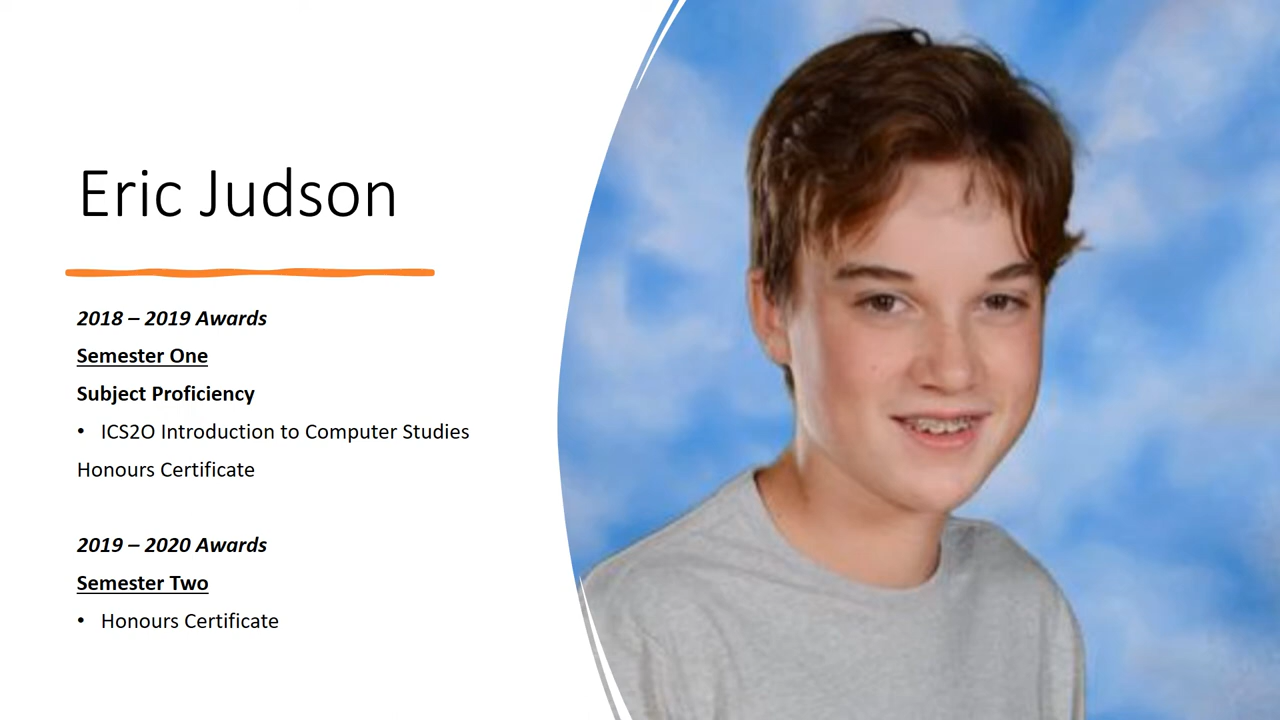 Eric Judson
2018 – 2019 Awards
Semester One
Subject Proficiency
• ICS2O Introduction to Computer Studies
Honours Certificate
2019 – 2020 Awards
Semester Two
• Honours Certificate